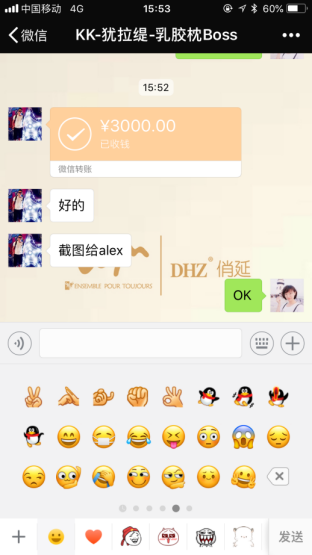 中国移动 4G 15:53 60%
微信 KK-犹拉缇-乳胶枕Boss
15:52
¥3000.00
已收钱
微信转账
好的
截图给alex
DHZ® 俏延
ENSEMBLE POUR TOUJOURS
OK
发送